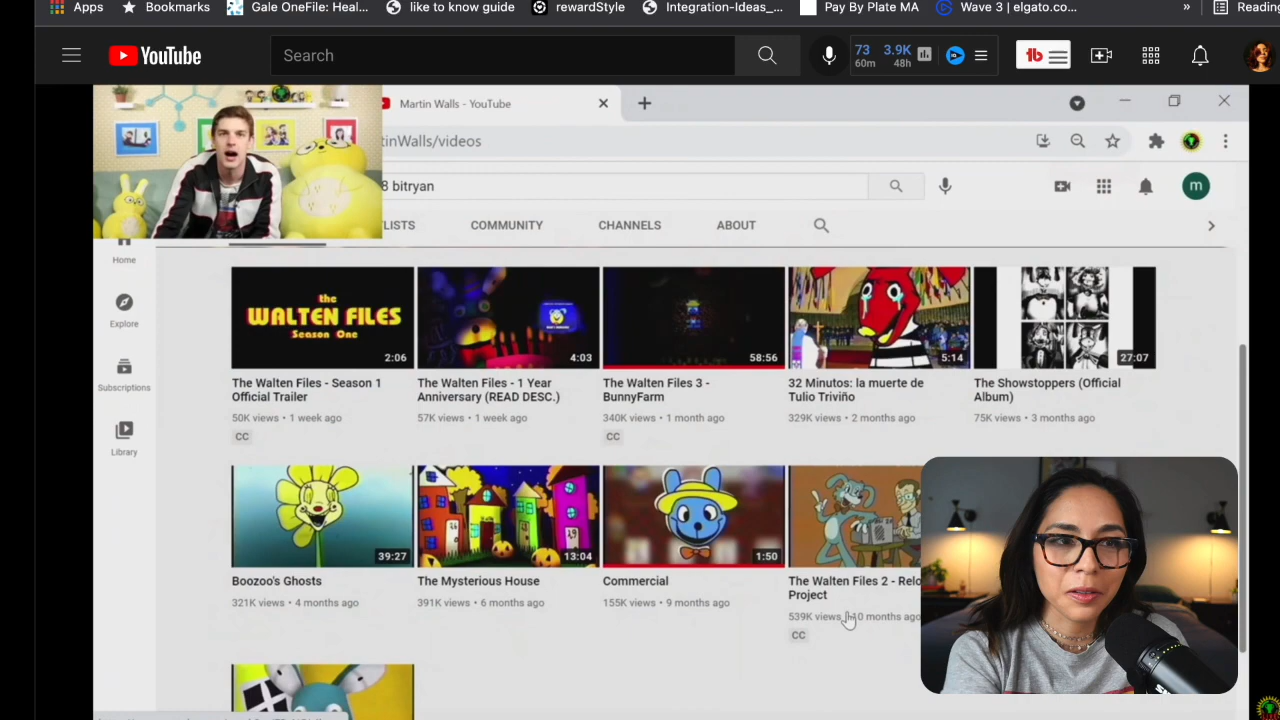 Apps
Bookmarks
Gale OneFile: Heal...
like to know guide
rewardStyle
Integration-Ideas_...
Pay By Plate MA
Wave 3 | elgato.co...
»
Reading
YouTube
Search
73 3.9K
60m 48h
Martin Walls - YouTube
tinWalls/videos
8 bitryan
m
LISTS
COMMUNITY
CHANNELS
ABOUT
Home
Explore
Subscriptions
Library
the
WALTEN FILES
Season One
2:06
4:03
58:56
5:14
27:07
The Walten Files - Season 1
Official Trailer
50K views • 1 week ago
CC
The Walten Files - 1 Year
Anniversary (READ DESC.)
57K views • 1 week ago
The Walten Files 3 -
BunnyFarm
340K views • 1 month ago
CC
32 Minutos: la muerte de
Tulio Triviño
329K views • 2 months ago
The Showstoppers (Official
Album)
75K views • 3 months ago
39:27
13:04
1:50
Boozoo's Ghosts
321K views • 4 months ago
The Mysterious House
391K views • 6 months ago
Commercial
155K views • 9 months ago
The Walten Files 2 - Relo
Project
539K views • 10 months ago
CC